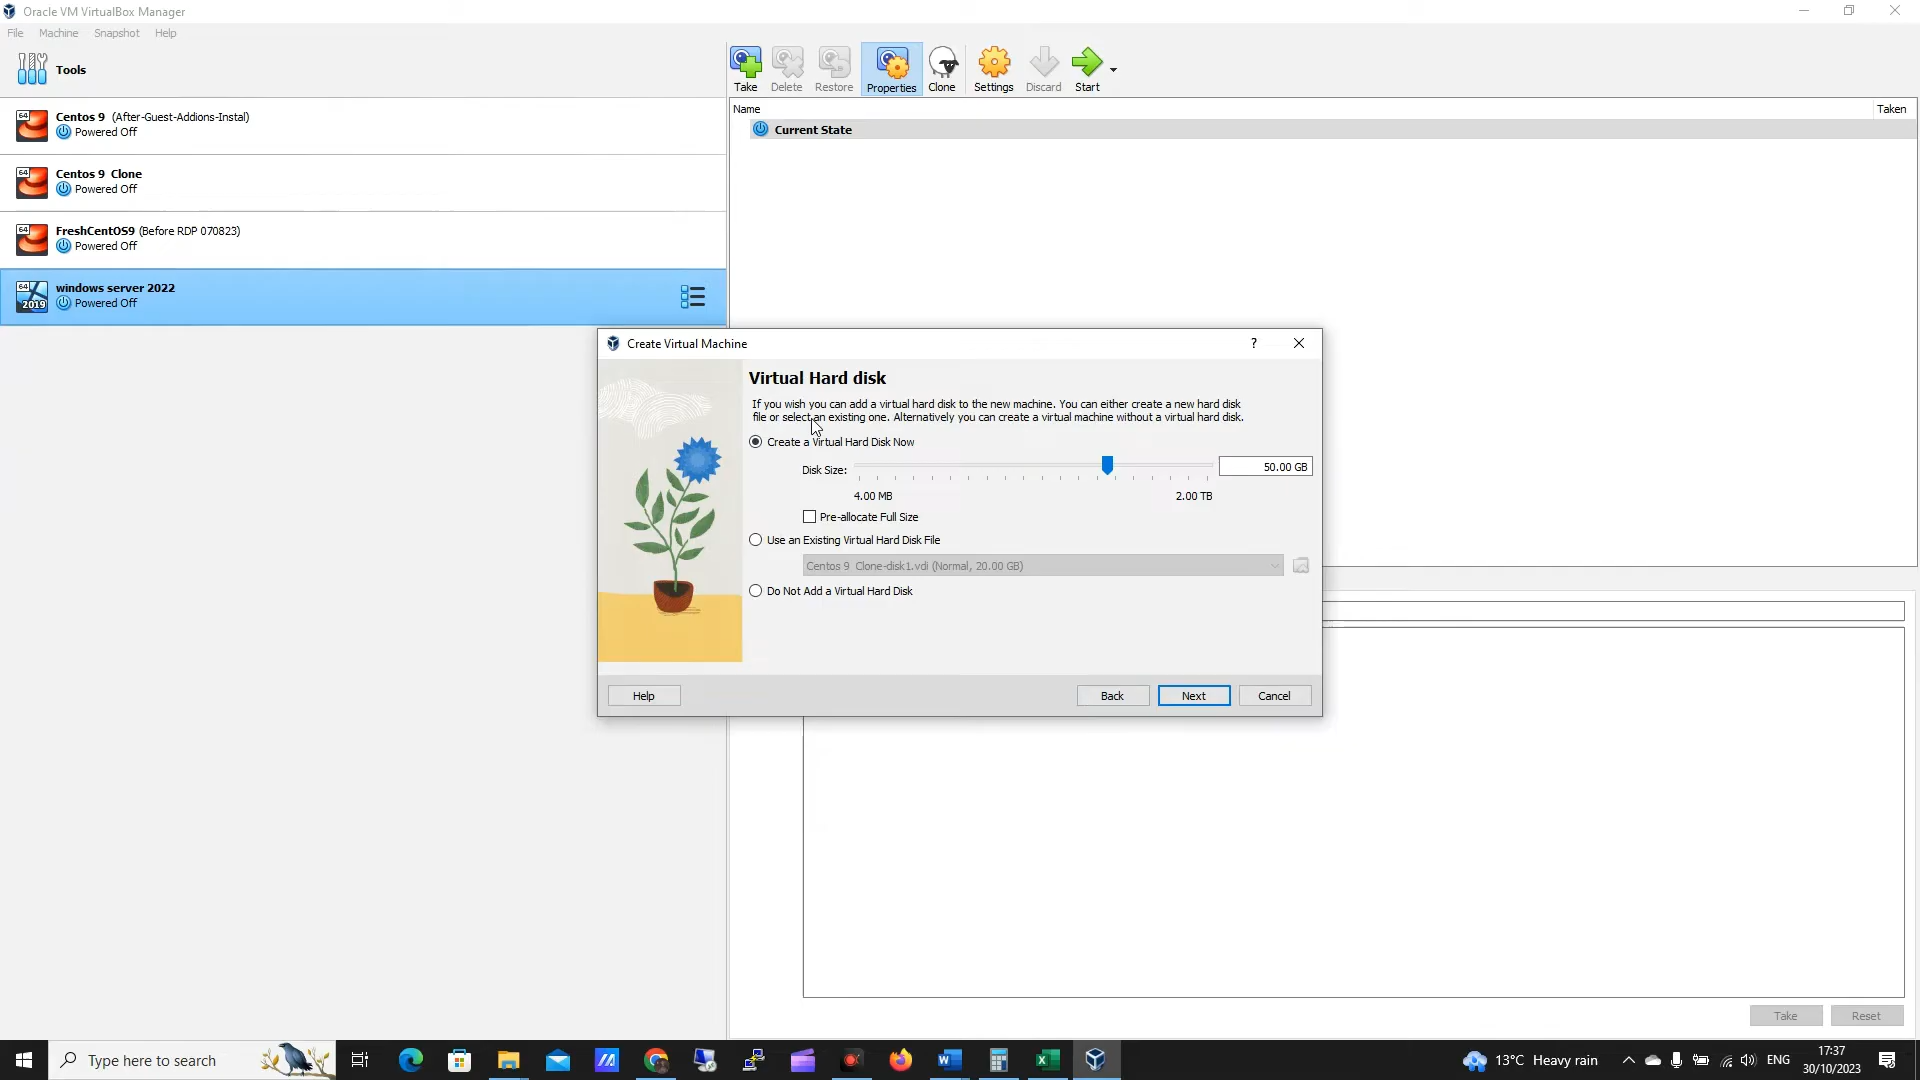 Oracle VM VirtualBox Manager
File Machine Snapshot Help
Tools
Take Delete Restore Properties Clone Settings Discard Start
Name Taken
Current State
64 Centos 9 (After-Guest-Addions-Instal)
Powered Off
64 Centos 9 Clone
Powered Off
64 FreshCentOS9 (Before RDP 070823)
Powered Off
64 2019 windows server 2022
Powered Off
Create Virtual Machine ?
Virtual Hard disk
If you wish you can add a virtual hard disk to the new machine. You can either create a new hard disk
file or select an existing one. Alternatively you can create a virtual machine without a virtual hard disk.
Create a Virtual Hard Disk Now
Disk Size: 50.00 GB
4.00 MB 2.00 TB
Pre-allocate Full Size
Use an Existing Virtual Hard Disk File
Centos 9 Clone-disk1.vdi (Normal, 20.00 GB)
Do Not Add a Virtual Hard Disk
Help Back Next Cancel
Take Reset
Type here to search
13°C Heavy rain
ENG
17:37
30/10/2023